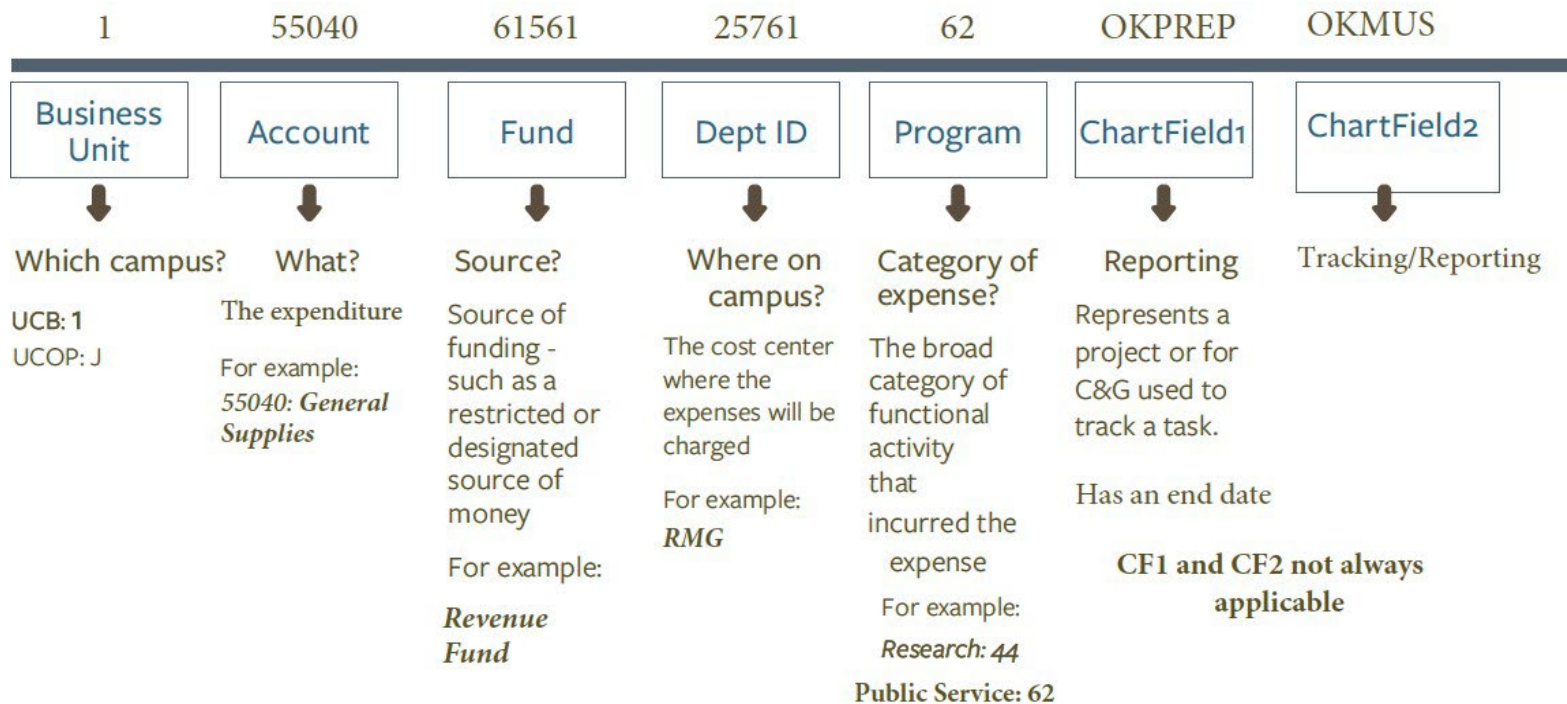 1 55040 61561 25761 62 OKPREP OKMUS
Business
Unit
Account
Fund
Dept ID
Program
ChartField1
ChartField2
Which campus?
UCB: 1
UCOP: J
What?
The expenditure
For example:
55040: General
Supplies
Source?
Source of
funding -
such as a
restricted or
designated
source of
money
For example:
Revenue
Fund
Where on
campus?
The cost center
where the
expenses will be
charged
For example:
RMG
Category of
expense?
The broad
category of
functional
activity
that
incurred the
expense
For example:
Research: 44
Public Service: 62
Reporting
Represents a
project or for
C&G used to
track a task.
Has an end date
Tracking/Reporting
CF1 and CF2 not always
applicable